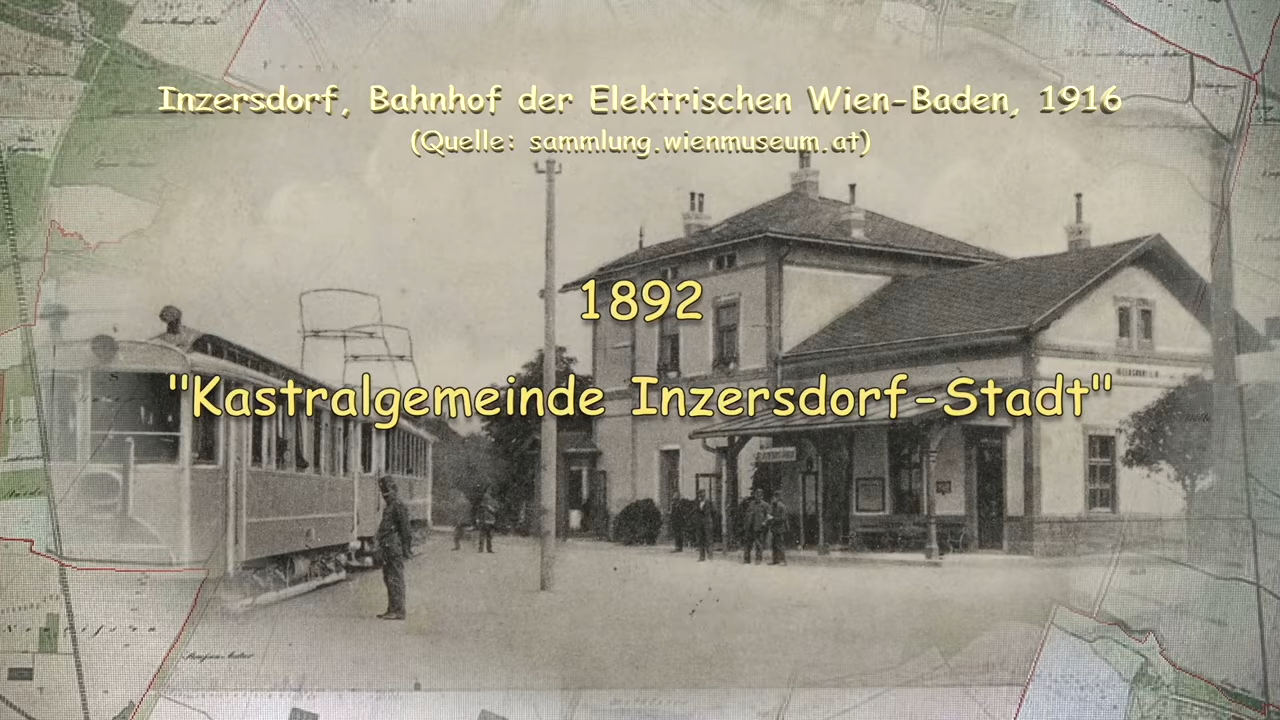 Inzersdorf, Bahnhof der Elektrischen Wien-Baden, 1916
(Quelle: sammlung.wienmuseum.at)
1892
"Kastralgemeinde Inzersdorf-Stadt"